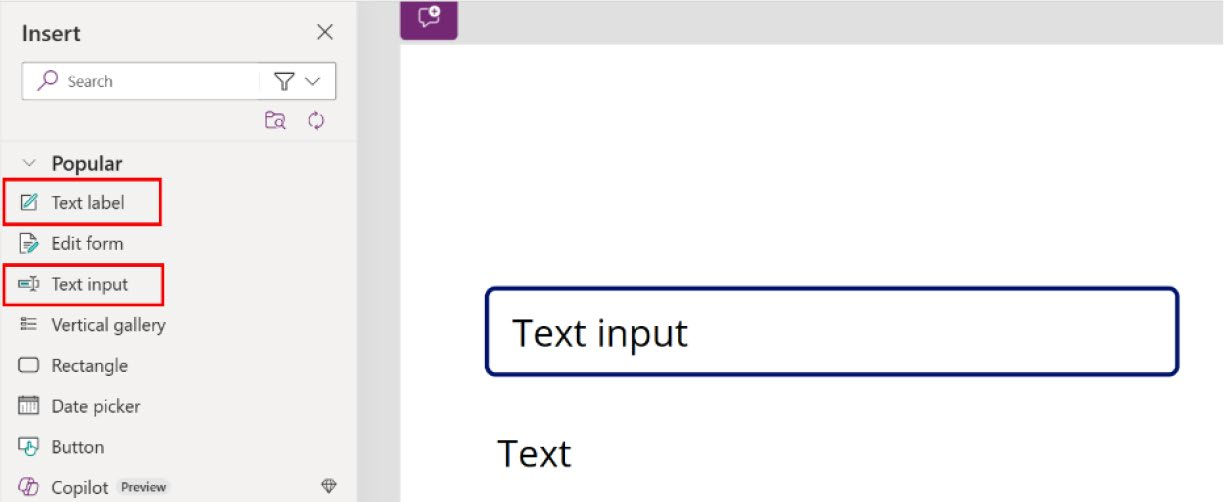 Insert
Search
Popular
Text label
Edit form
Text input
Vertical gallery
Rectangle
Date picker
Button
Copilot Preview
Text input
Text